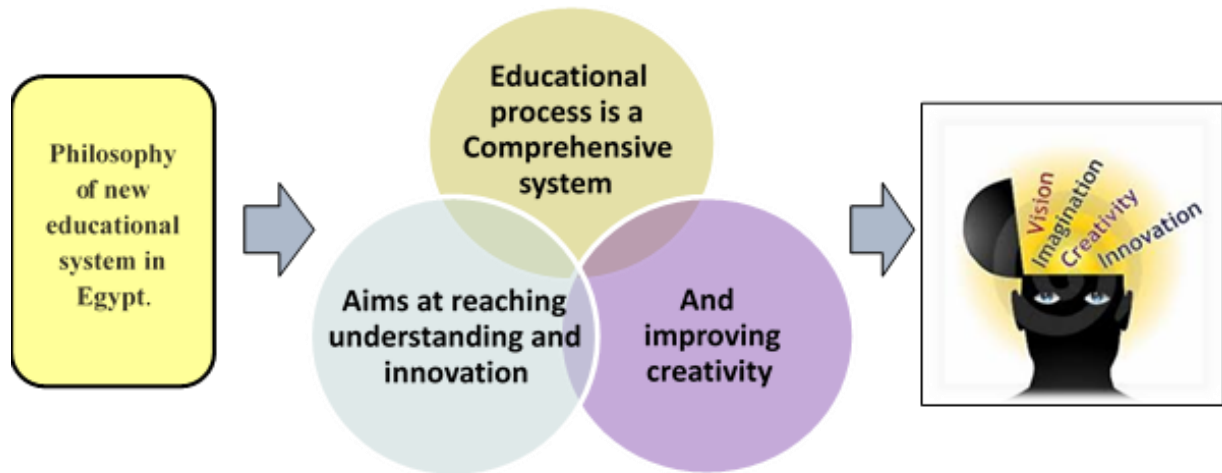 Philosophy
of new
educational
system in
Egypt.
Educational
process is a
Comprehensive
system
Aims at reaching
understanding and
innovation
And
improving
creativity
Vision
Imagination
Creativity
Innovation